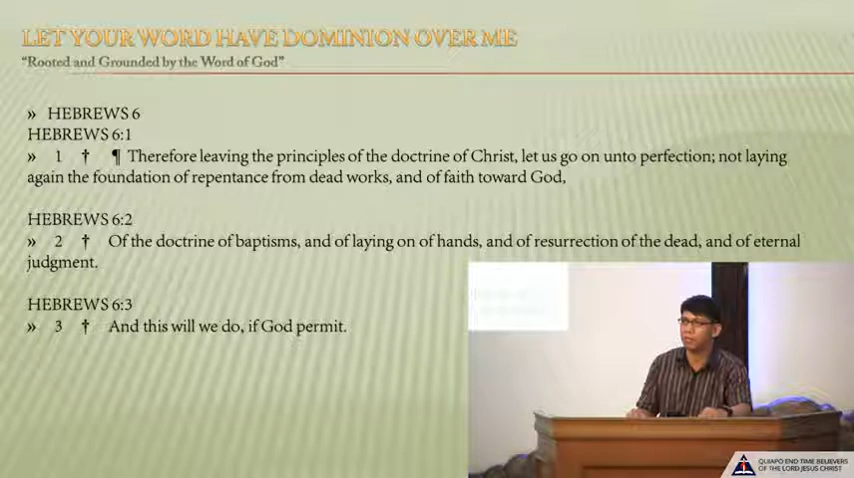 LET YOUR WORD HAVE DOMINION OVER ME
“Rooted and Grounded by the Word of God”
» HEBREWS 6
HEBREWS 6:1
» 1 † ¶ Therefore leaving the principles of the doctrine of Christ, let us go on unto perfection; not laying
again the foundation of repentance from dead works, and of faith toward God,
HEBREWS 6:2
» 2 † Of the doctrine of baptisms, and of laying on of hands, and of resurrection of the dead, and of eternal
judgment.
HEBREWS 6:3
» 3 † And this will we do, if God permit.
QUIAPO END TIME BELIEVERS
OF THE LORD JESUS CHRIST